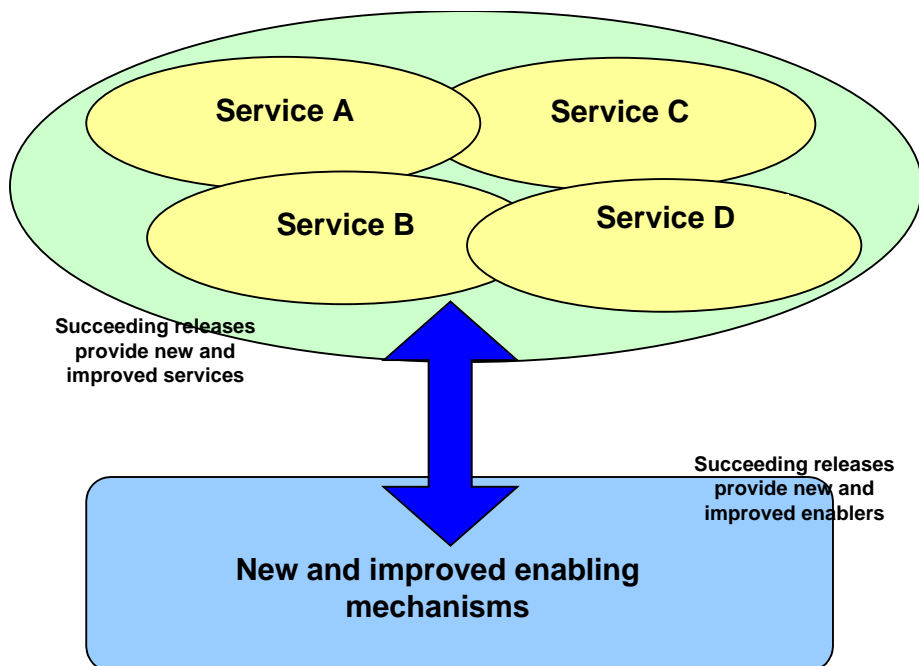 Service A
Service C
Service B
Service D
Succeeding releases
provide new and
improved services
Succeeding releases
provide new and
improved enablers
New and improved enabling
mechanisms